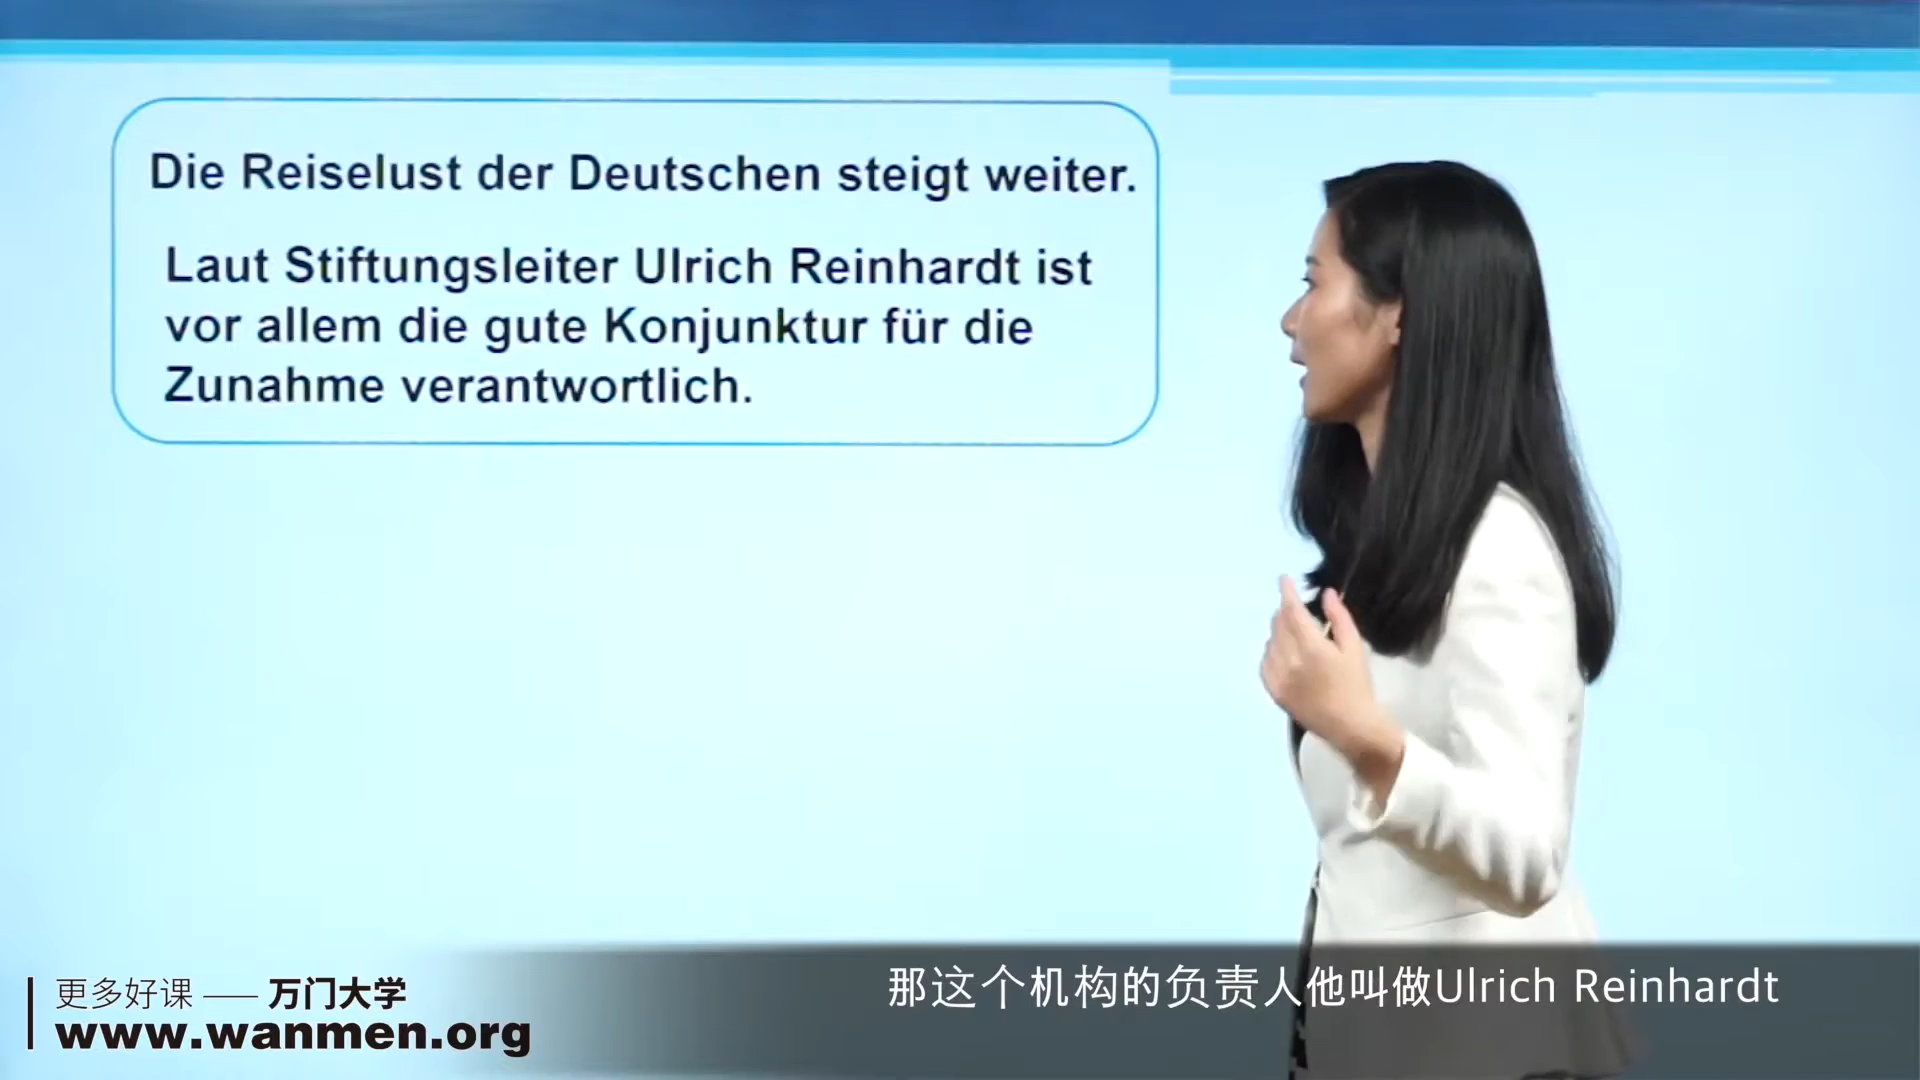 Die Reiselust der Deutschen steigt weiter.
Laut Stiftungsleiter Ulrich Reinhardt ist
vor allem die gute Konjunktur für die
Zunahme verantwortlich.
那这个机构的负责人他叫做Ulrich Reinhardt
更多好课 —— 万门大学
www.wanmen.org